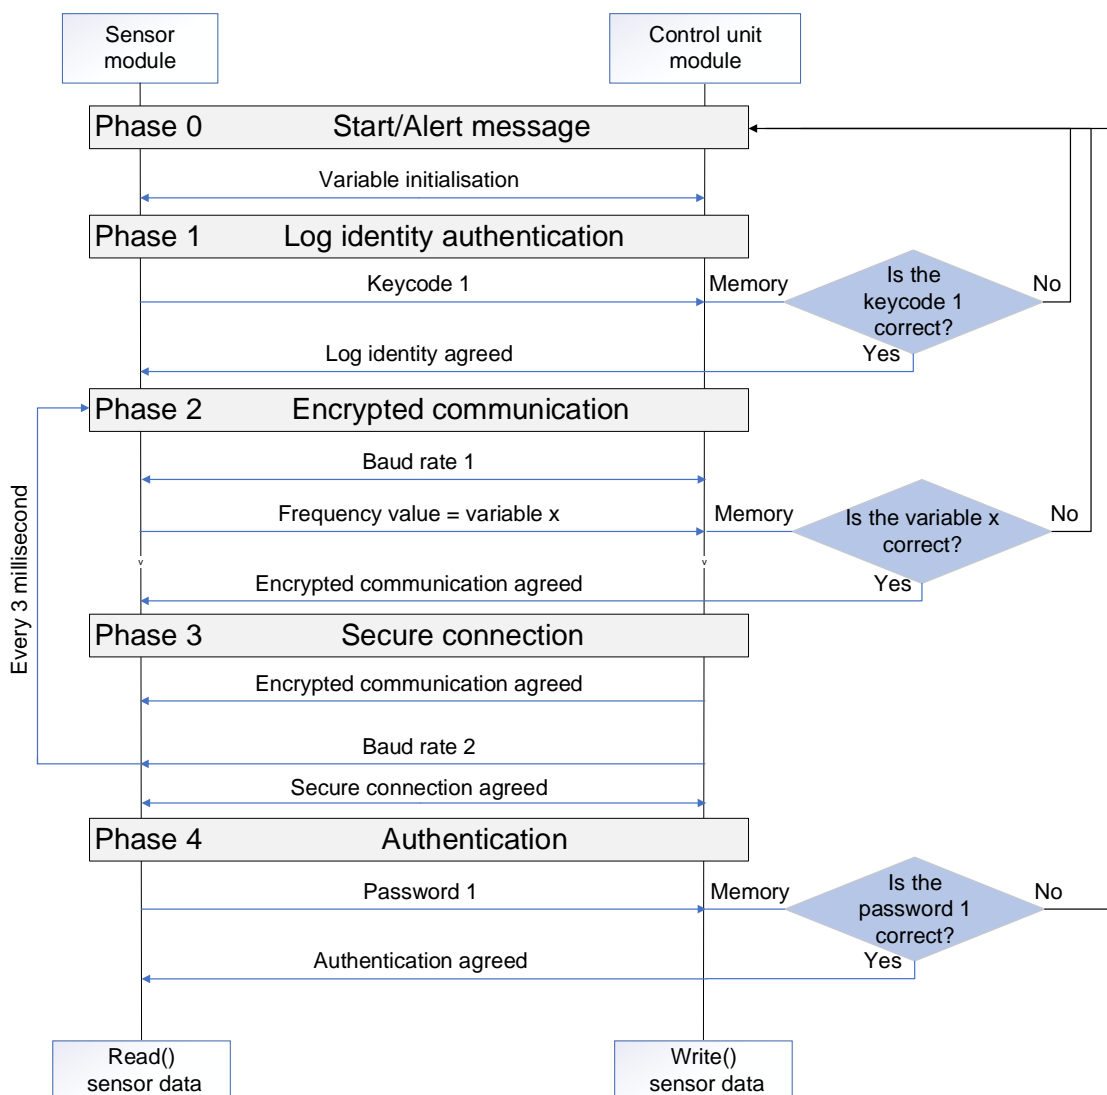 Sensor
module
Control unit
module
Phase 0 Start/Alert message
Variable initialisation
Phase 1 Log identity authentication
Keycode 1
Memory
Is the
keycode 1
correct?
No
Log identity agreed
Yes
Phase 2 Encrypted communication
Baud rate 1
Frequency value = variable x
Memory
Is the variable x
correct?
No
v
v
Encrypted communication agreed
Yes
Every 3 millisecond
Phase 3 Secure connection
Encrypted communication agreed
Baud rate 2
Secure connection agreed
Phase 4 Authentication
Password 1
Memory
Is the
password 1
correct?
No
Authentication agreed
Yes
Read()
sensor data
Write()
sensor data